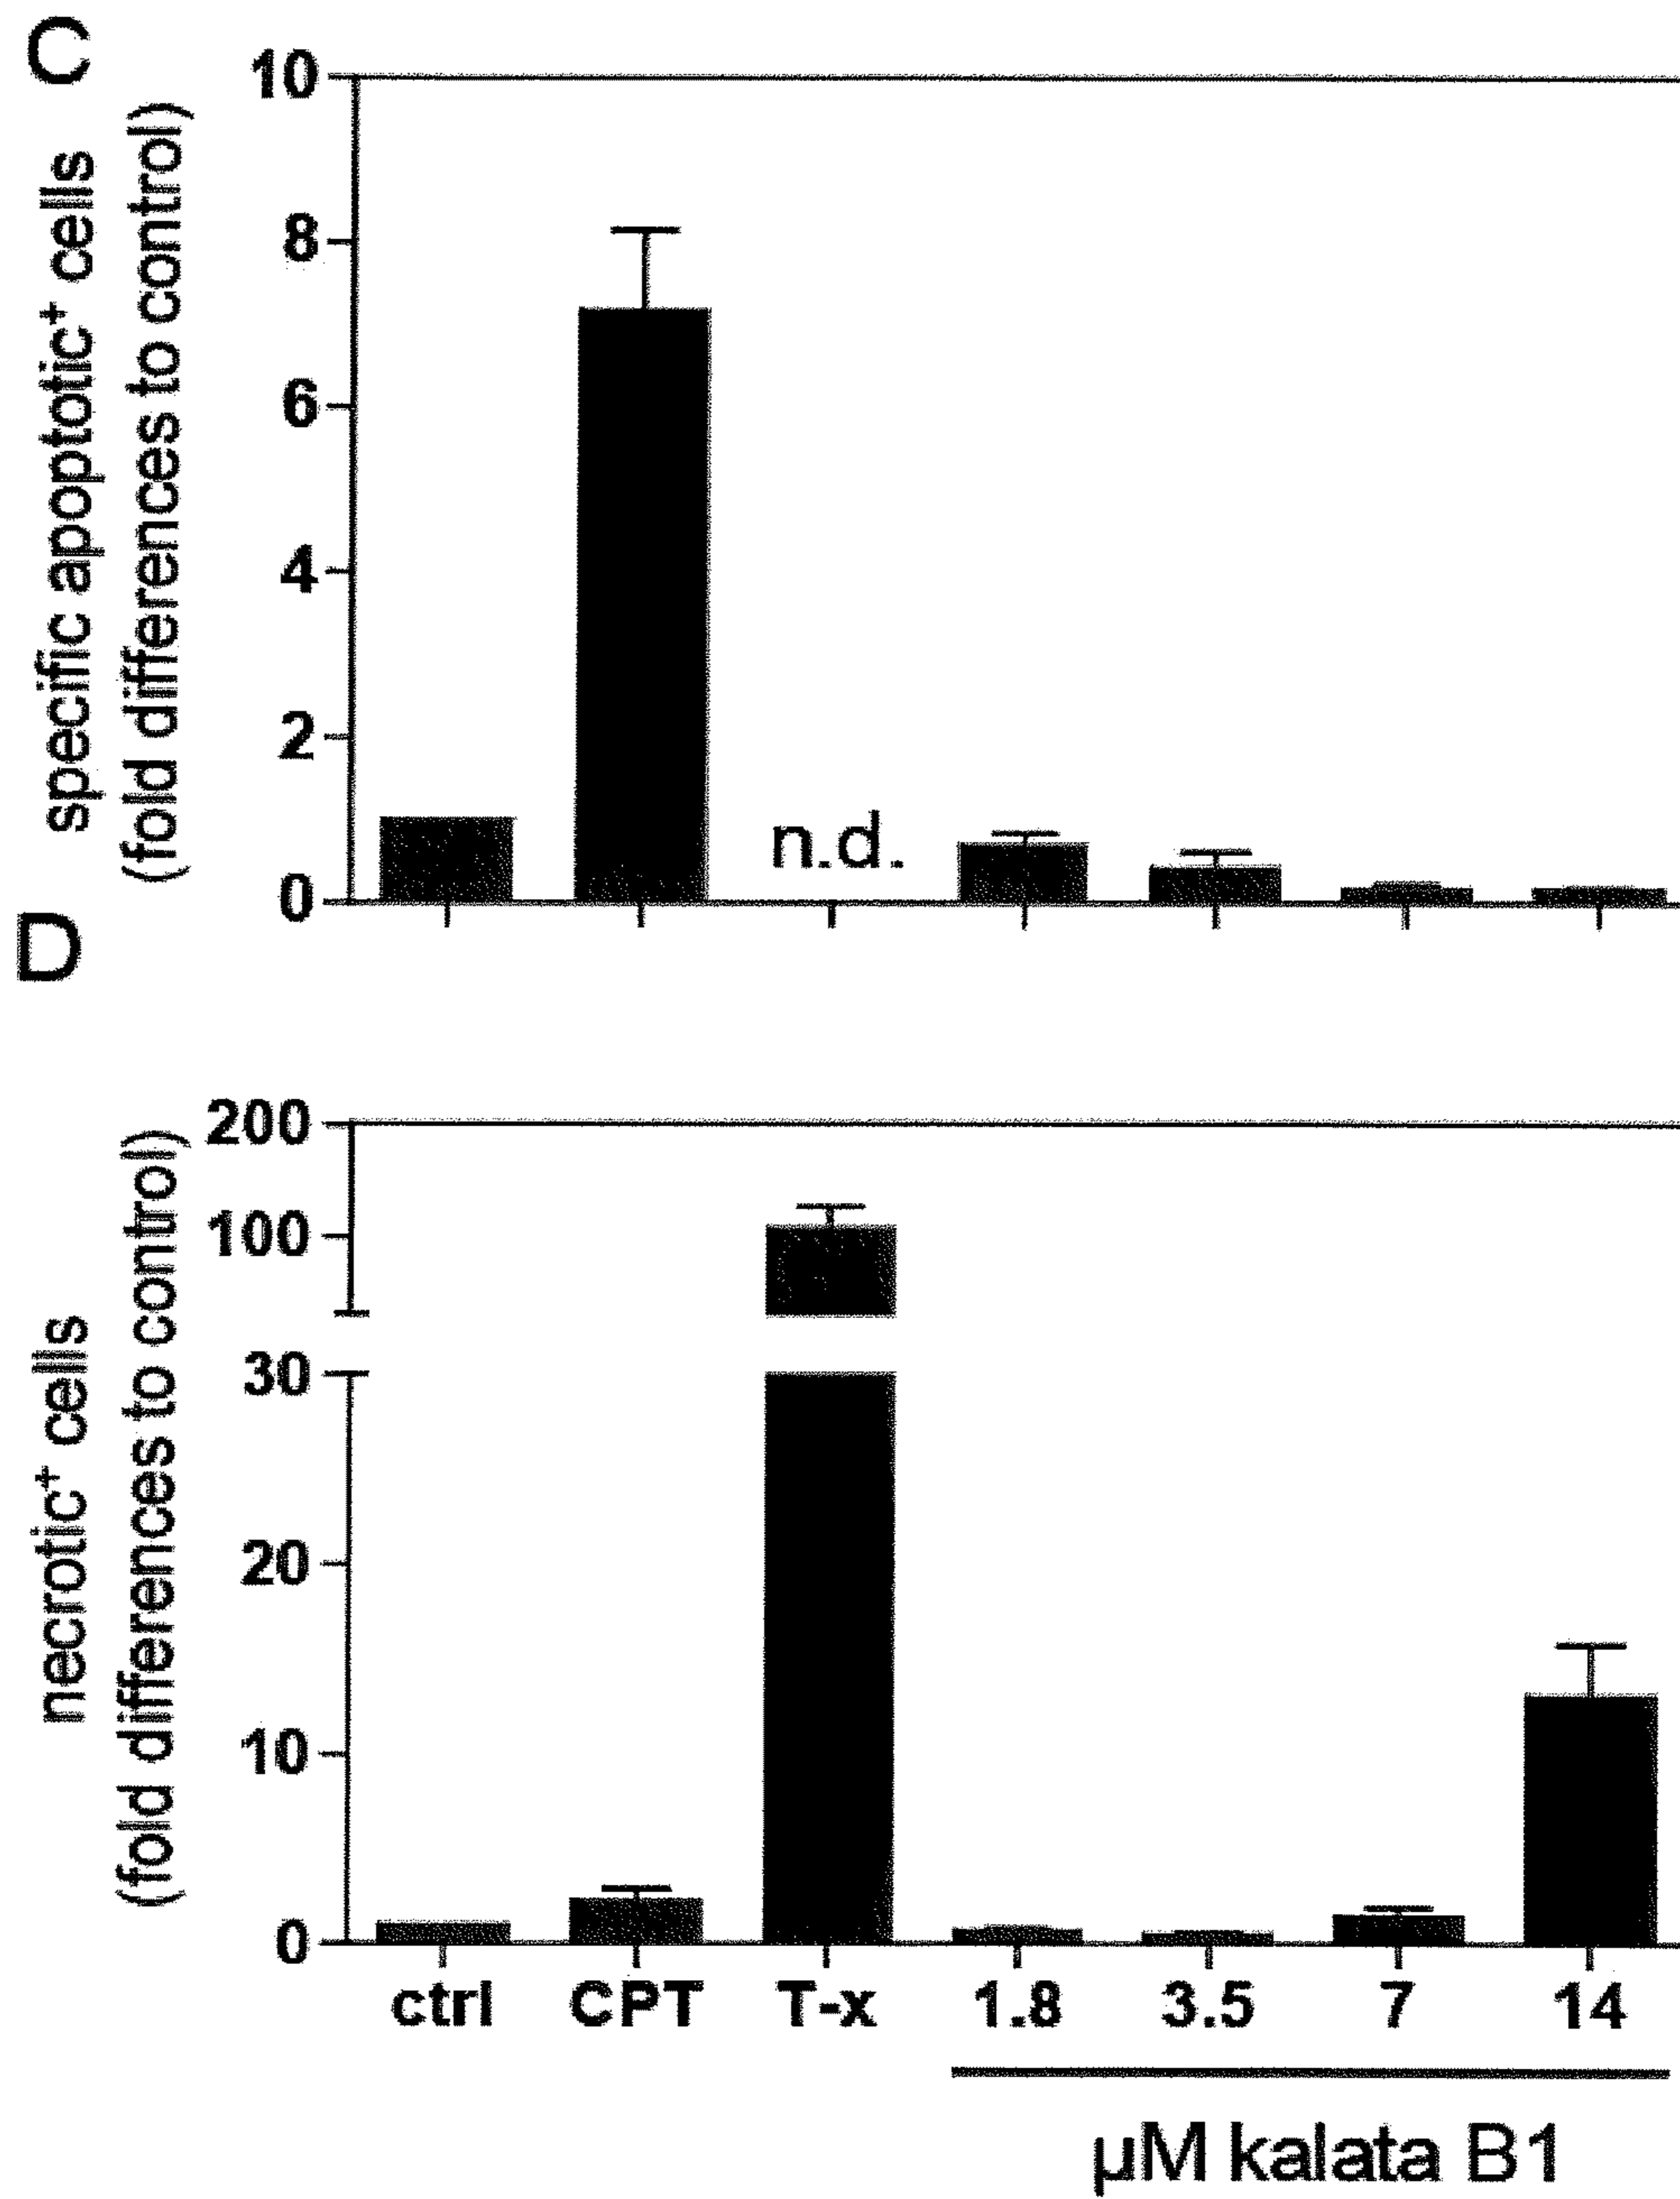 C
specific apoptotic⁺ cells
(fold differences to control)
10
8
6
4
2
0
n.d.
D
necrotic⁺ cells
(fold differences to control)
200
100
30
20
10
0
ctrl CPT T-x 1.8 3.5 7 14
µM kalata B1